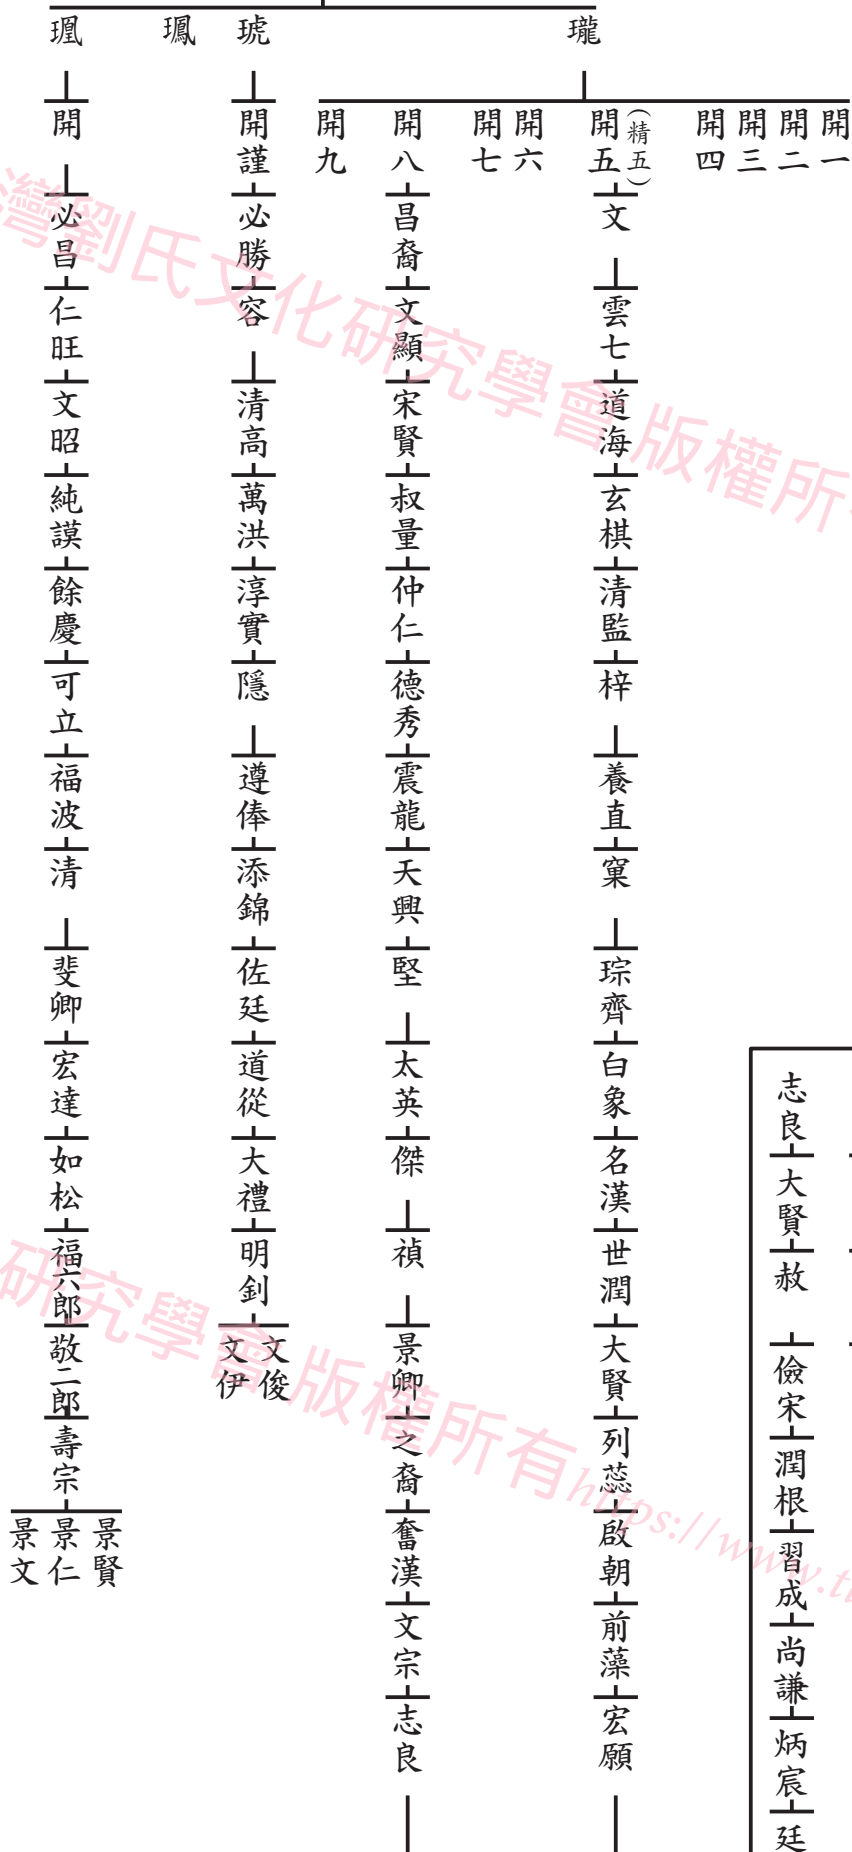 瓏
琥
瑦
瑥
開一
開二
開三
開四
(精五)
開五
開六
開七
開八
開九
文
雲七
道海
玄棋
清監
梓
養直
窠
琮齊
白象
名漢
世潤
大賢
列蕊
啟朝
前藻
宏願
昌裔
文顯
宋賢
叔量
仲仁
德秀
震龍
天興
堅
太英
傑
禎
景卿
之裔
奮漢
文宗
志良
開謹
必勝
容
清高
萬洪
淳實
隱
遵俸
添錦
佐廷
道從
大禮
明釗
文俊
文伊
開
必昌
仁旺
文昭
純謨
餘慶
可立
福波
清
斐卿
宏達
如松
福六郎
敬二郎
壽宗
景賢
景仁
景文
志良
大賢
赦
儉宋
潤根
習成
尚謙
炳宸
廷
灣劉氏文化研究學會 版權所
研究學會 版權所有 https://www.t